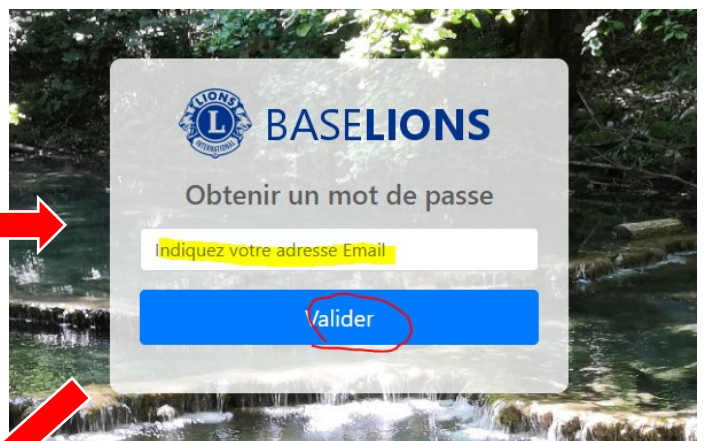 LIONS
L
INTERNATIONAL
BASELIONS
Obtenir un mot de passe
Indiquez votre adresse Email
Valider